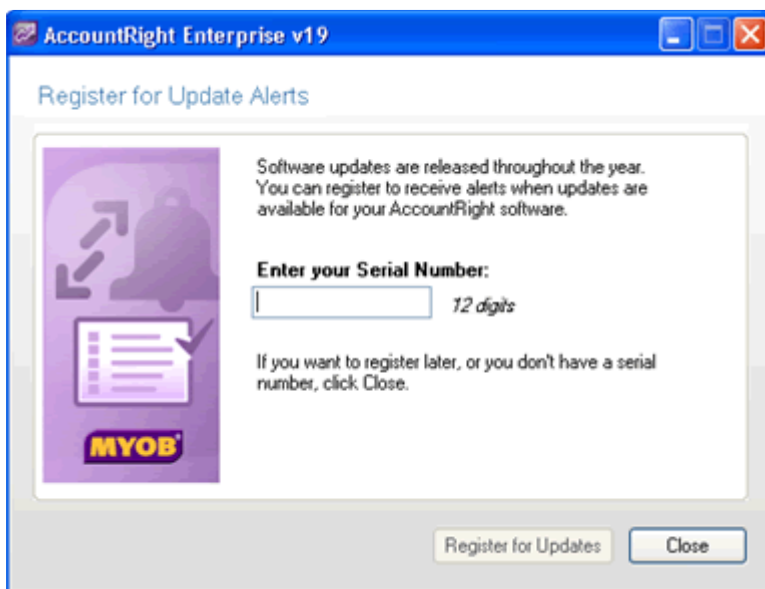 AccountRight Enterprise v19
Register for Update Alerts
Software updates are released throughout the year.
You can register to receive alerts when updates are
available for your AccountRight software.
Enter your Serial Number:
12 digits
If you want to register later, or you don't have a serial
number, click Close.
MYOB
Register for Updates
Close